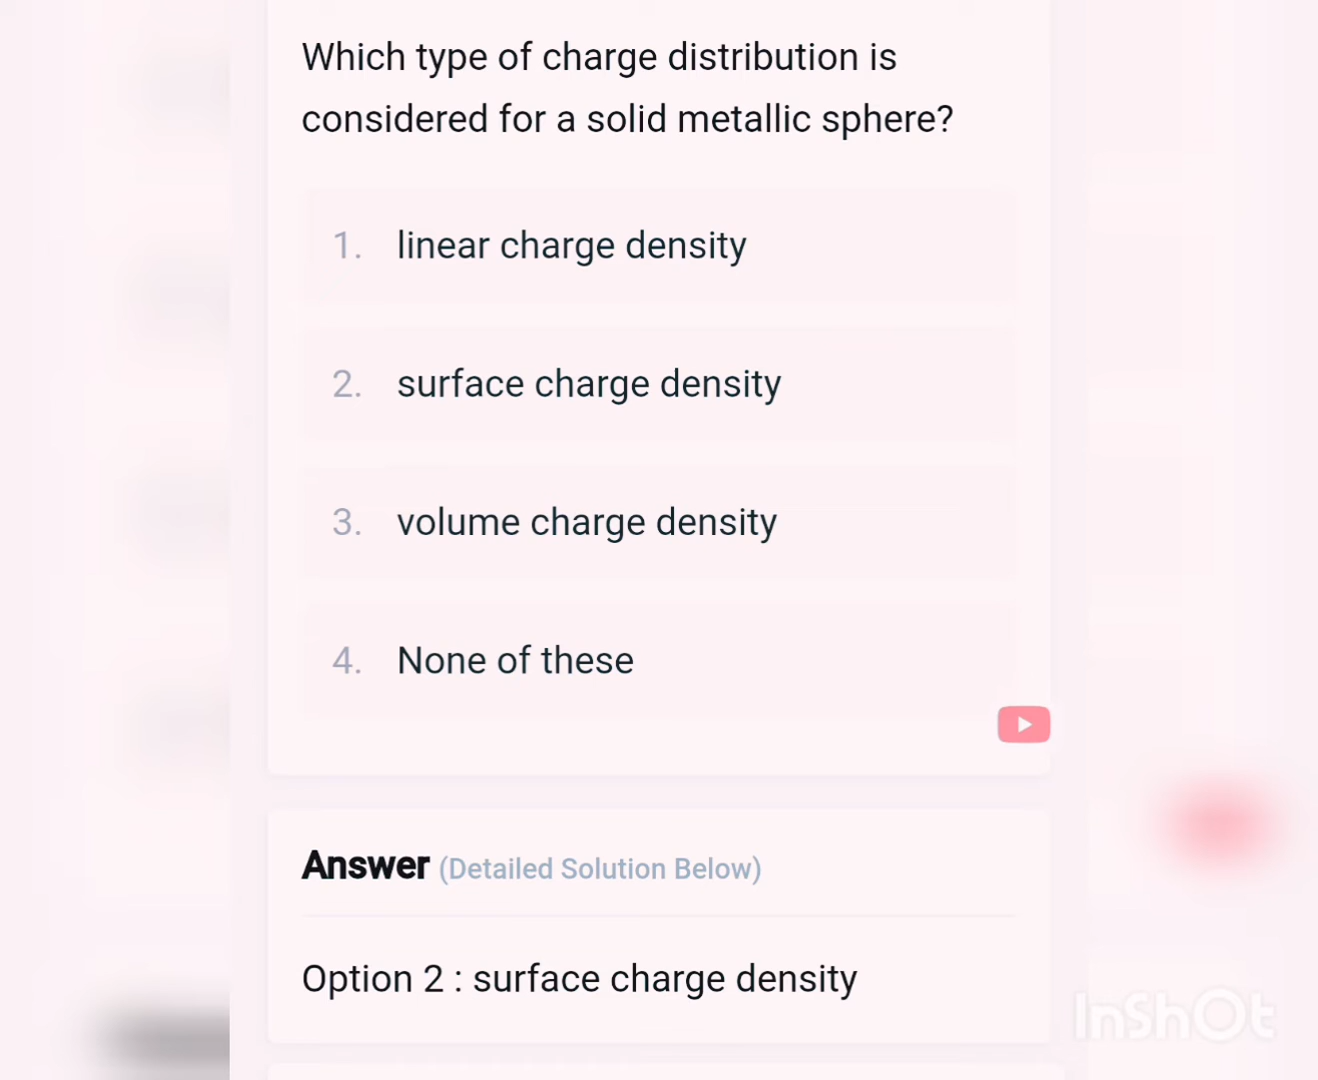 Which type of charge distribution is
considered for a solid metallic sphere?
1. linear charge density
2. surface charge density
3. volume charge density
4. None of these
Answer (Detailed Solution Below)
Option 2 : surface charge density
InShOt